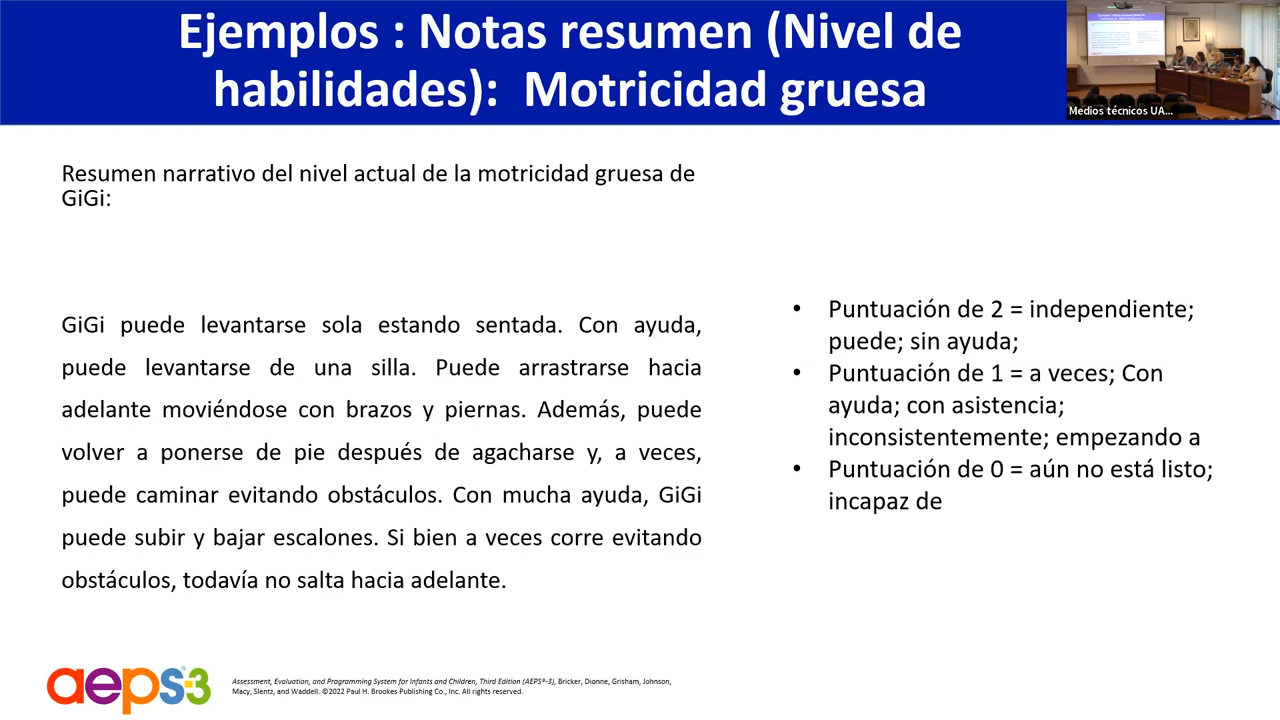 Ejemplos : Notas resumen (Nivel de
habilidades):  Motricidad gruesa
Medios técnicos UA...
Resumen narrativo del nivel actual de la motricidad gruesa de
GiGi:
GiGi puede levantarse sola estando sentada. Con ayuda,
puede levantarse de una silla. Puede arrastrarse hacia
adelante moviéndose con brazos y piernas. Además, puede
volver a ponerse de pie después de agacharse y, a veces,
puede caminar evitando obstáculos. Con mucha ayuda, GiGi
puede subir y bajar escalones. Si bien a veces corre evitando
obstáculos, todavía no salta hacia adelante.
• Puntuación de 2 = independiente;
puede; sin ayuda;
• Puntuación de 1 = a veces; Con
ayuda; con asistencia;
inconsistentemente; empezando a
• Puntuación de 0 = aún no está listo;
incapaz de
aeps®-3
Assessment, Evaluation, and Programming System for Infants and Children, Third Edition (AEPS®-3), Bricker, Dionne, Grisham, Johnson,
Macy, Slentz, and Waddell. ©2022 Paul H. Brookes Publishing Co., Inc. All rights reserved.